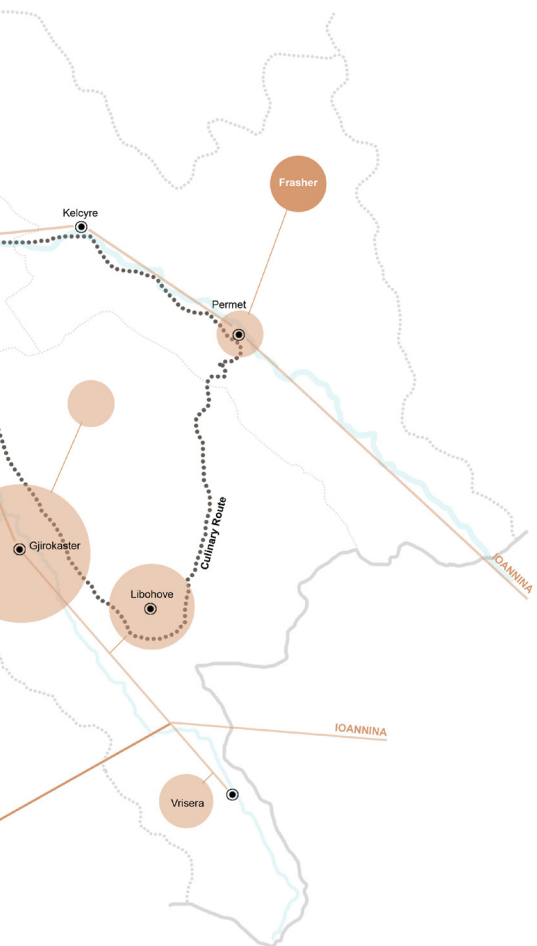 Frasher
Kelcyre
Permet
Culinary Route
Gjirokaster
IOANNINA
Libohove
IOANNINA
Vrisera